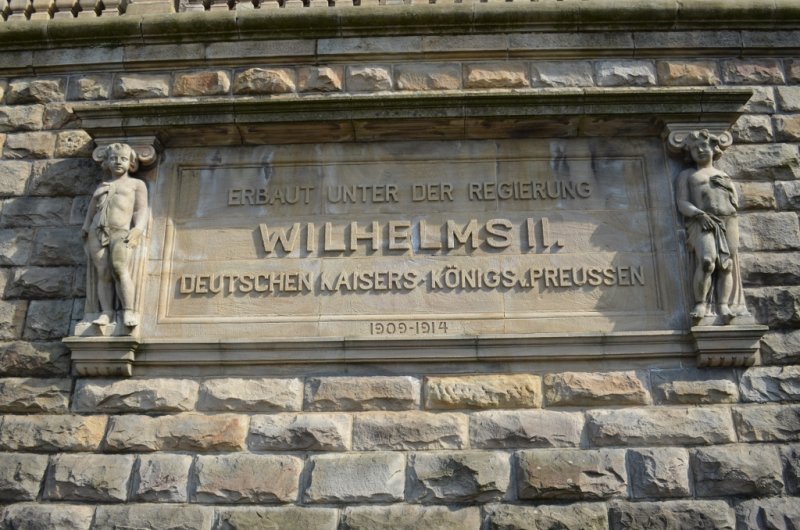 ERBAUT UNTER DER REGIERUNG
WILHELMS II.
DEUTSCHEN KAISERS · KÖNIGS v. PREUSSEN
1909-1914